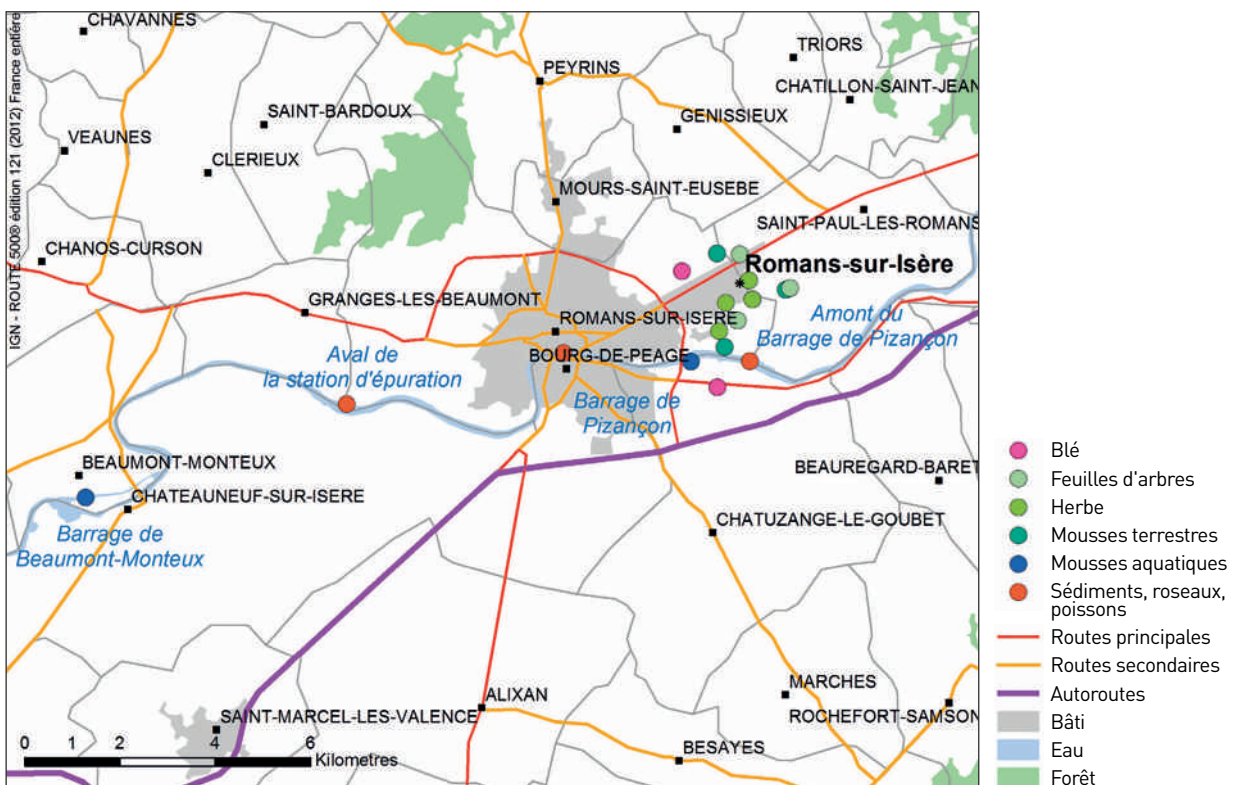 IGN - ROUTE 500® édition 121 (2012) France entière
CHAVANNES
TRIORS
PEYRINS
CHATILLON-SAINT-JEAN
SAINT-BARDOUX
GENISSIEUX
VEAUNES
CLERIEUX
MOURS-SAINT-EUSEBE
SAINT-PAUL-LES-ROMANS
CHANOS-CURSON
Romans-sur-Isère
GRANGES-LES-BEAUMONT
ROMANS-SUR-ISERE
Amont du
Barrage de Pizançon
Aval de
la station d'épuration
BOURG-DE-PEAGE
Barrage de
Pizançon
BEAUMONT-MONTEUX
BEAUREGARD-BARET
CHATEAUNEUF-SUR-ISERE
Barrage de
Beaumont-Monteux
CHATUZANGE-LE-GOUBET
ALIXAN
MARCHES
SAINT-MARCEL-LES-VALENCE
ROCHEFORT-SAMSON
BESAYES
0 1 2 4 6
Kilometres
Blé
Feuilles d'arbres
Herbe
Mousses terrestres
Mousses aquatiques
Sédiments, roseaux,
poissons
Routes principales
Routes secondaires
Autoroutes
Bâti
Eau
Forêt